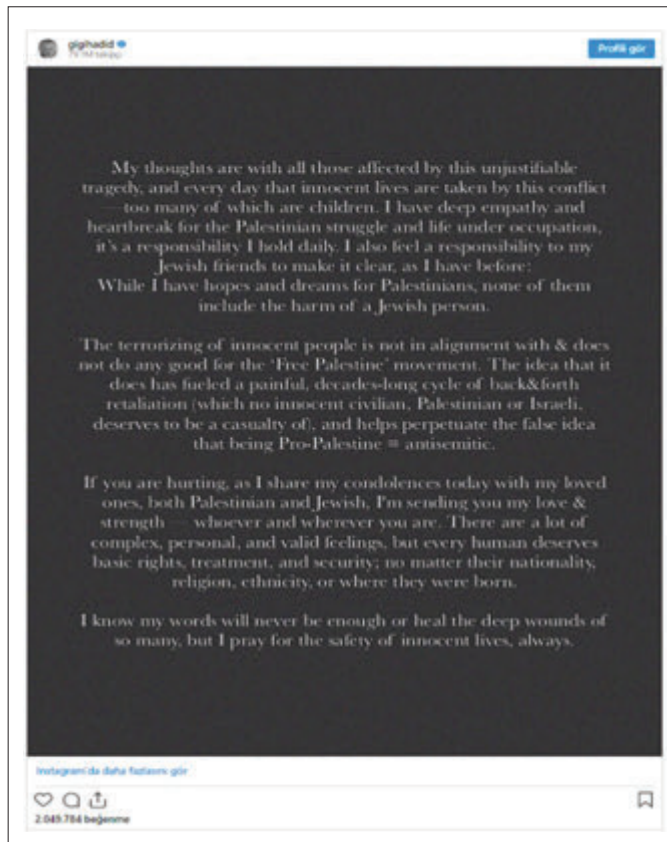 gigihadid
Profili gör
My thoughts are with all those affected by this unjustifiable
tragedy, and every day that innocent lives are taken by this conflict
— too many of which are children. I have deep empathy and
heartbreak for the Palestinian struggle and life under occupation,
it's a responsibility I hold daily. I also feel a responsibility to my
Jewish friends to make it clear, as I have before:
While I have hopes and dreams for Palestinians, none of them
include the harm of a Jewish person.
The terrorizing of innocent people is not in alignment with & does
not do any good for the 'Free Palestine' movement. The idea that it
does has fueled a painful, decades-long cycle of back&forth
retaliation (which no innocent civilian, Palestinian or Israeli,
deserves to be a casualty of), and helps perpetuate the false idea
that being Pro-Palestine = antisemitic.
If you are hurting, as I share my condolences today with my loved
ones, both Palestinian and Jewish, I'm sending you my love &
strength — whoever and wherever you are. There are a lot of
complex, personal, and valid feelings, but every human deserves
basic rights, treatment, and security; no matter their nationality,
religion, ethnicity, or where they were born.
I know my words will never be enough or heal the deep wounds of
so many, but I pray for the safety of innocent lives, always.
Instagram'da daha fazlasını gör
2.049.784 beğenme